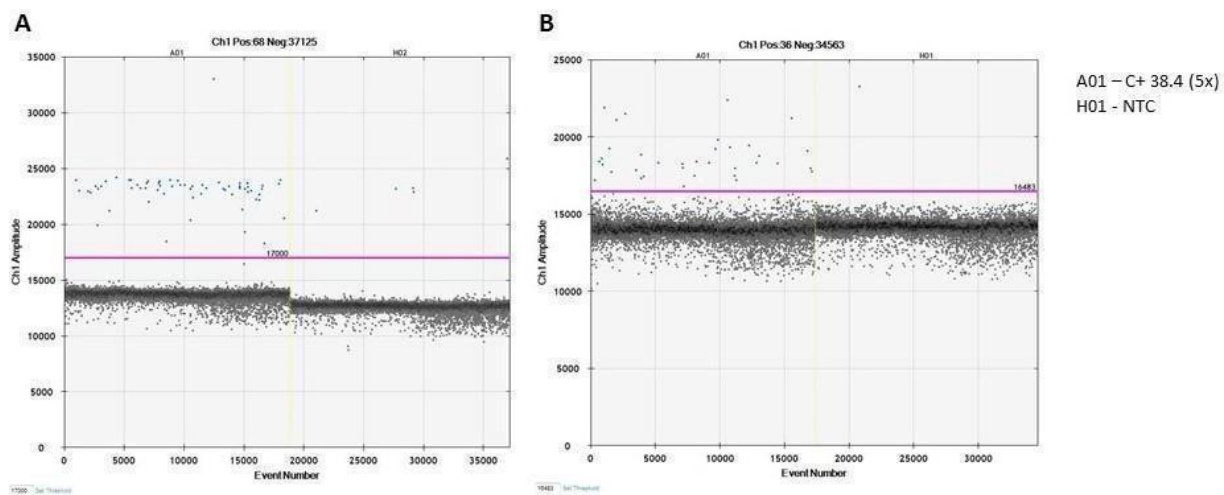 A
Ch1 Pos:68 Neg:37125
A01 H02
35000
30000
25000
20000
17000
15000
10000
5000
0
Ch1 Amplitude
0 5000 10000 15000 20000 25000 30000 35000
Event Number
17000 Set Threshold
B
Ch1 Pos:36 Neg:34563
A01 H01
25000
20000
16483
15000
10000
5000
0
Ch1 Amplitude
0 5000 10000 15000 20000 25000 30000
Event Number
16483 Set Threshold
A01 – C+ 38.4 (5x)
H01 - NTC